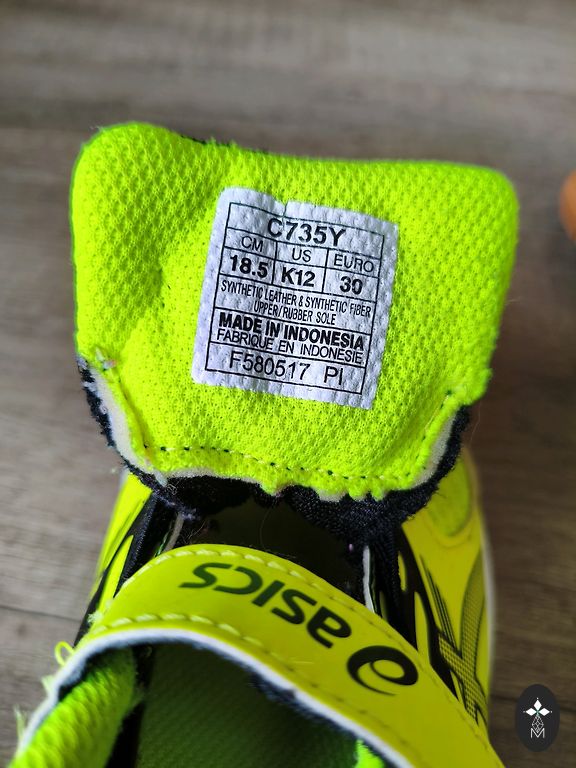 C735Y
CM US EURO
18.5 K12 30
SYNTHETIC LEATHER & SYNTHETIC FIBER
UPPER/RUBBER SOLE
MADE IN INDONESIA
FABRIQUE EN INDONESIE
F580517 PI
asics
M